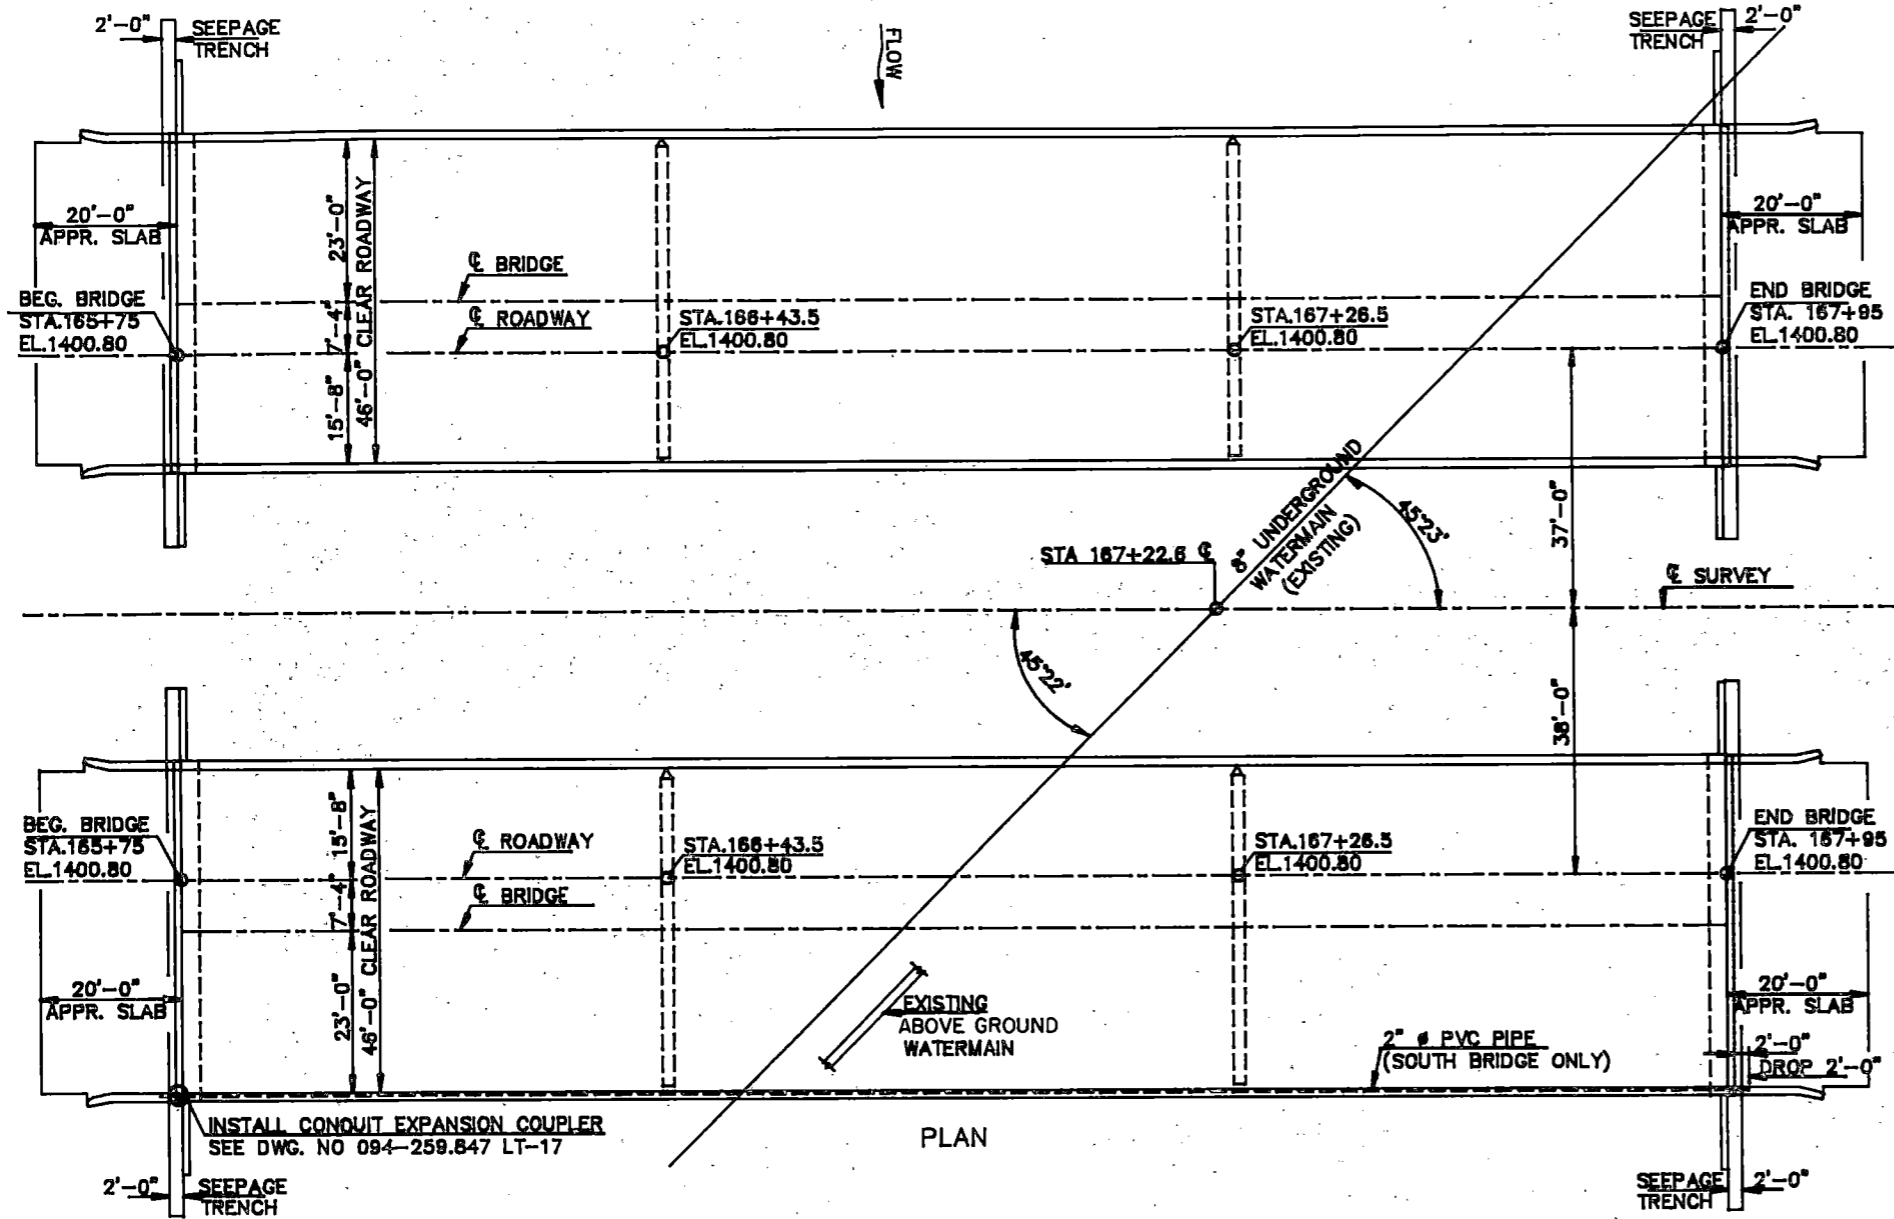 2'-0"
SEEPAGE
TRENCH
FLOW
SEEPAGE
TRENCH
2'-0"
20'-0"
APPR. SLAB
23'-0"
7'-4"
15'-8"
46'-0" CLEAR ROADWAY
℄ BRIDGE
℄ ROADWAY
20'-0"
APPR. SLAB
BEG. BRIDGE
STA.165+75
EL.1400.80
STA.166+43.5
EL.1400.80
STA.167+26.5
EL.1400.80
END BRIDGE
STA. 167+95
EL.1400.80
8" UNDERGROUND
WATERMAIN
(EXISTING)
45°23'
37'-0"
STA 167+22.6 ℄
℄ SURVEY
45°22'
38'-0"
BEG. BRIDGE
STA.165+75
EL.1400.80
15'-8"
7'-4"
23'-0"
46'-0" CLEAR ROADWAY
℄ ROADWAY
℄ BRIDGE
STA.166+43.5
EL.1400.80
STA.167+26.5
EL.1400.80
END BRIDGE
STA. 167+95
EL.1400.80
20'-0"
APPR. SLAB
EXISTING
ABOVE GROUND
WATERMAIN
2" ø PVC PIPE
(SOUTH BRIDGE ONLY)
20'-0"
APPR. SLAB
2'-0"
DROP 2'-0"
INSTALL CONDUIT EXPANSION COUPLER
SEE DWG. NO 094-259.847 LT-17
PLAN
2'-0"
SEEPAGE
TRENCH
SEEPAGE
TRENCH
2'-0"